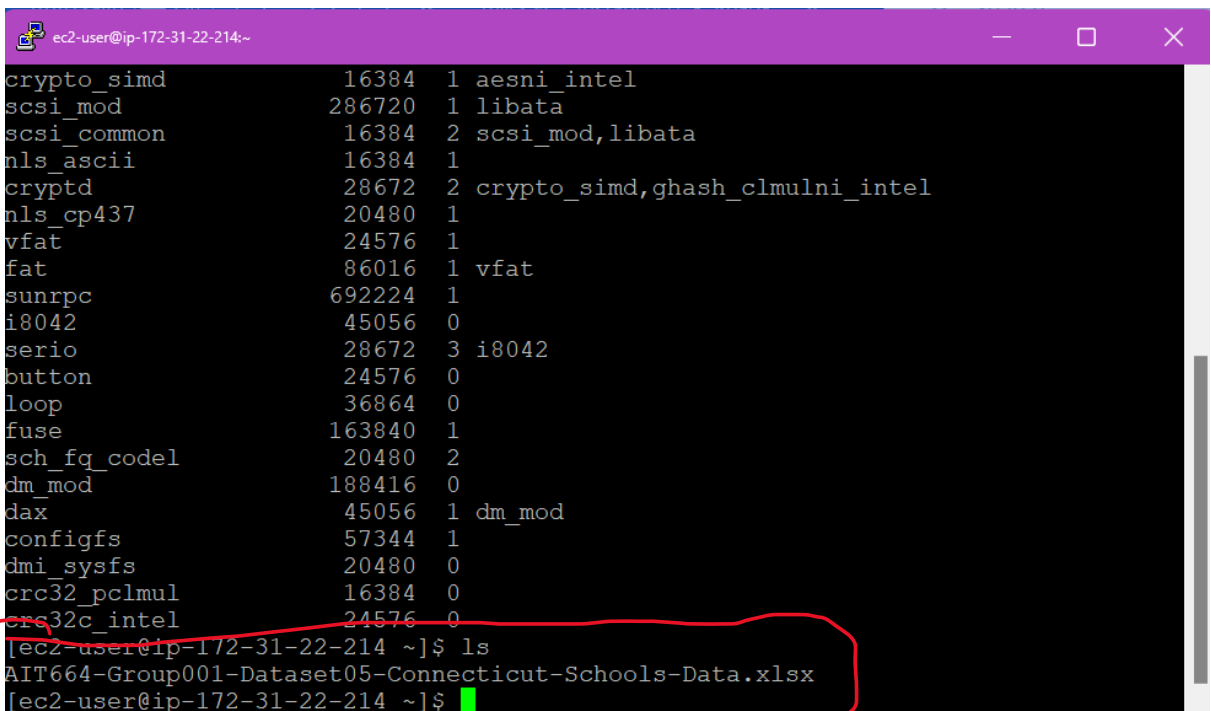 ec2-user@ip-172-31-22-214:~
crypto_simd 16384 1 aesni_intel
scsi_mod 286720 1 libata
scsi_common 16384 2 scsi_mod,libata
nls_ascii 16384 1
cryptd 28672 2 crypto_simd,ghash_clmulni_intel
nls_cp437 20480 1
vfat 24576 1
fat 86016 1 vfat
sunrpc 692224 1
i8042 45056 0
serio 28672 3 i8042
button 24576 0
loop 36864 0
fuse 163840 1
sch_fq_codel 20480 2
dm_mod 188416 0
dax 45056 1 dm_mod
configfs 57344 1
dmi_sysfs 20480 0
crc32_pclmul 16384 0
crc32c_intel 24576 0
[ec2-user@ip-172-31-22-214 ~]$ ls
AIT664-Group001-Dataset05-Connecticut-Schools-Data.xlsx
[ec2-user@ip-172-31-22-214 ~]$